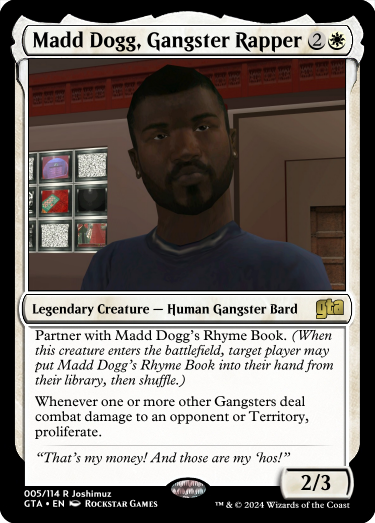 Madd Dogg, Gangster Rapper 2
Legendary Creature — Human Gangster Bard gta
Partner with Madd Dogg's Rhyme Book. (When
this creature enters the battlefield, target player may
put Madd Dogg's Rhyme Book into their hand from
their library, then shuffle.)
Whenever one or more other Gangsters deal
combat damage to an opponent or Territory,
proliferate.
"That's my money! And those are my 'hos!"
2/3
005/114 R Joshimuz
GTA • EN ROCKSTAR GAMES ™ & © 2024 Wizards of the Coast